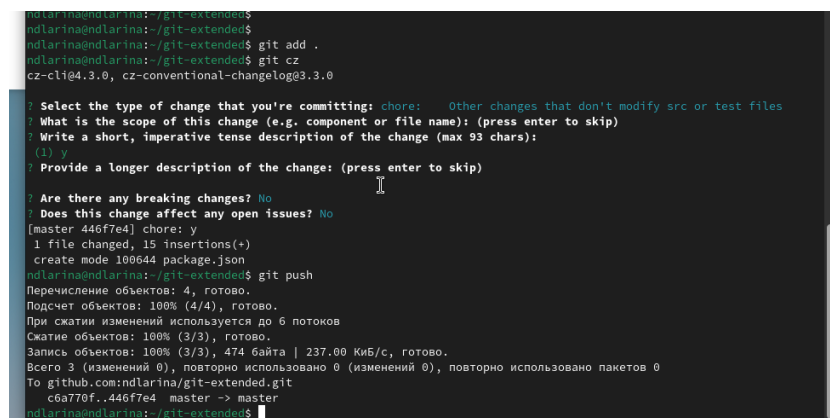 ndlarina@ndlarina:~/git-extended$
ndlarina@ndlarina:~/git-extended$
ndlarina@ndlarina:~/git-extended$ git add .
ndlarina@ndlarina:~/git-extended$ git cz
cz-cli@4.3.0, cz-conventional-changelog@3.3.0
? Select the type of change that you're committing: chore:    Other changes that don't modify src or test files
? What is the scope of this change (e.g. component or file name): (press enter to skip)
? Write a short, imperative tense description of the change (max 93 chars):
(1) y
? Provide a longer description of the change: (press enter to skip)
? Are there any breaking changes? No
? Does this change affect any open issues? No
[master 446f7e4] chore: y
1 file changed, 15 insertions(+)
create mode 100644 package.json
ndlarina@ndlarina:~/git-extended$ git push
Перечисление объектов: 4, готово.
Подсчет объектов: 100% (4/4), готово.
При сжатии изменений используется до 6 потоков
Сжатие объектов: 100% (3/3), готово.
Запись объектов: 100% (3/3), 474 байта | 237.00 КиБ/с, готово.
Всего 3 (изменений 0), повторно использовано 0 (изменений 0), повторно использовано пакетов 0
To github.com:ndlarina/git-extended.git
c6a770f..446f7e4  master -> master
ndlarina@ndlarina:~/git-extended$